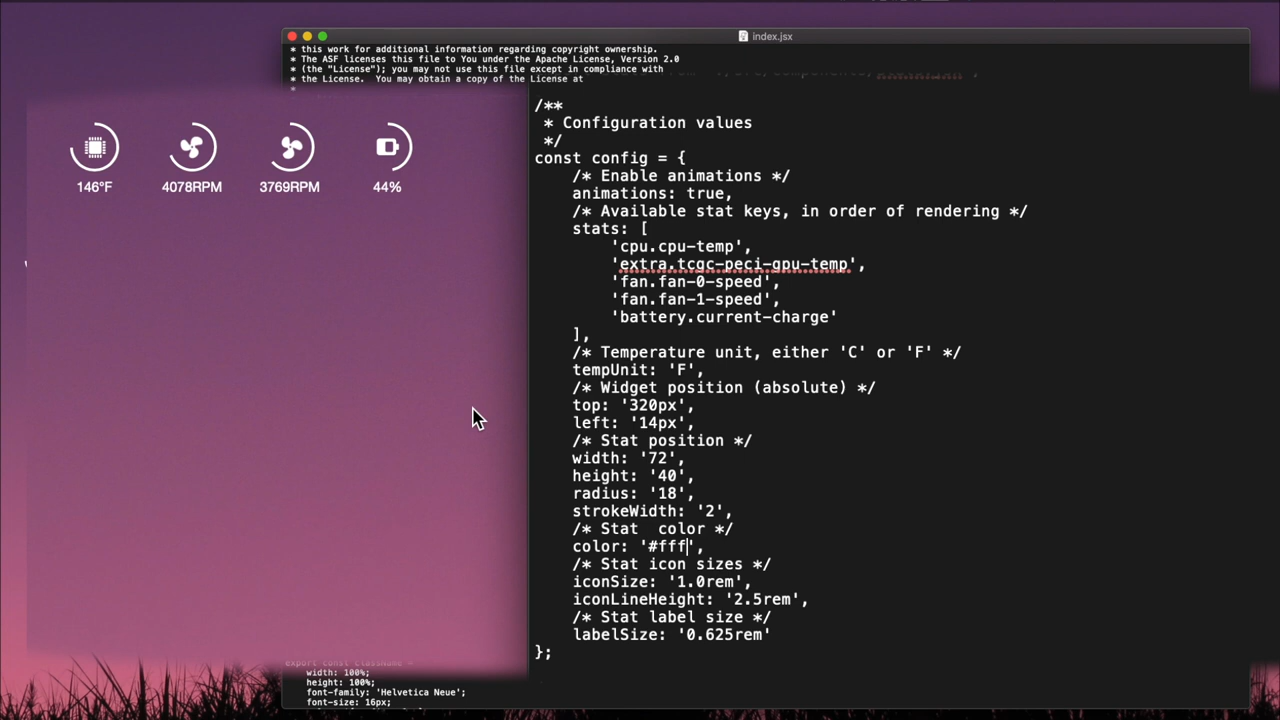 index.jsx
* this work for additional information regarding copyright ownership.
* The ASF licenses this file to You under the Apache License, Version 2.0
* (the "License"); you may not use this file except in compliance with
* the License.  You may obtain a copy of the License at
*
146°F
4078RPM
3769RPM
44%
/**
 * Configuration values
 */
const config = {
    /* Enable animations */
    animations: true,
    /* Available stat keys, in order of rendering */
    stats: [
        'cpu.cpu-temp',
        'extra.tcgc-peci-gpu-temp',
        'fan.fan-0-speed',
        'fan.fan-1-speed',
        'battery.current-charge'
    ],
    /* Temperature unit, either 'C' or 'F' */
    tempUnit: 'F',
    /* Widget position (absolute) */
    top: '320px',
    left: '14px',
    /* Stat position */
    width: '72',
    height: '40',
    radius: '18',
    strokeWidth: '2',
    /* Stat  color */
    color: '#fff',
    /* Stat icon sizes */
    iconSize: '1.0rem',
    iconLineHeight: '2.5rem',
    /* Stat label size */
    labelSize: '0.625rem'
};
export const className =
width: 100%;
height: 100%;
font-family: 'Helvetica Neue';
font-size: 16px;